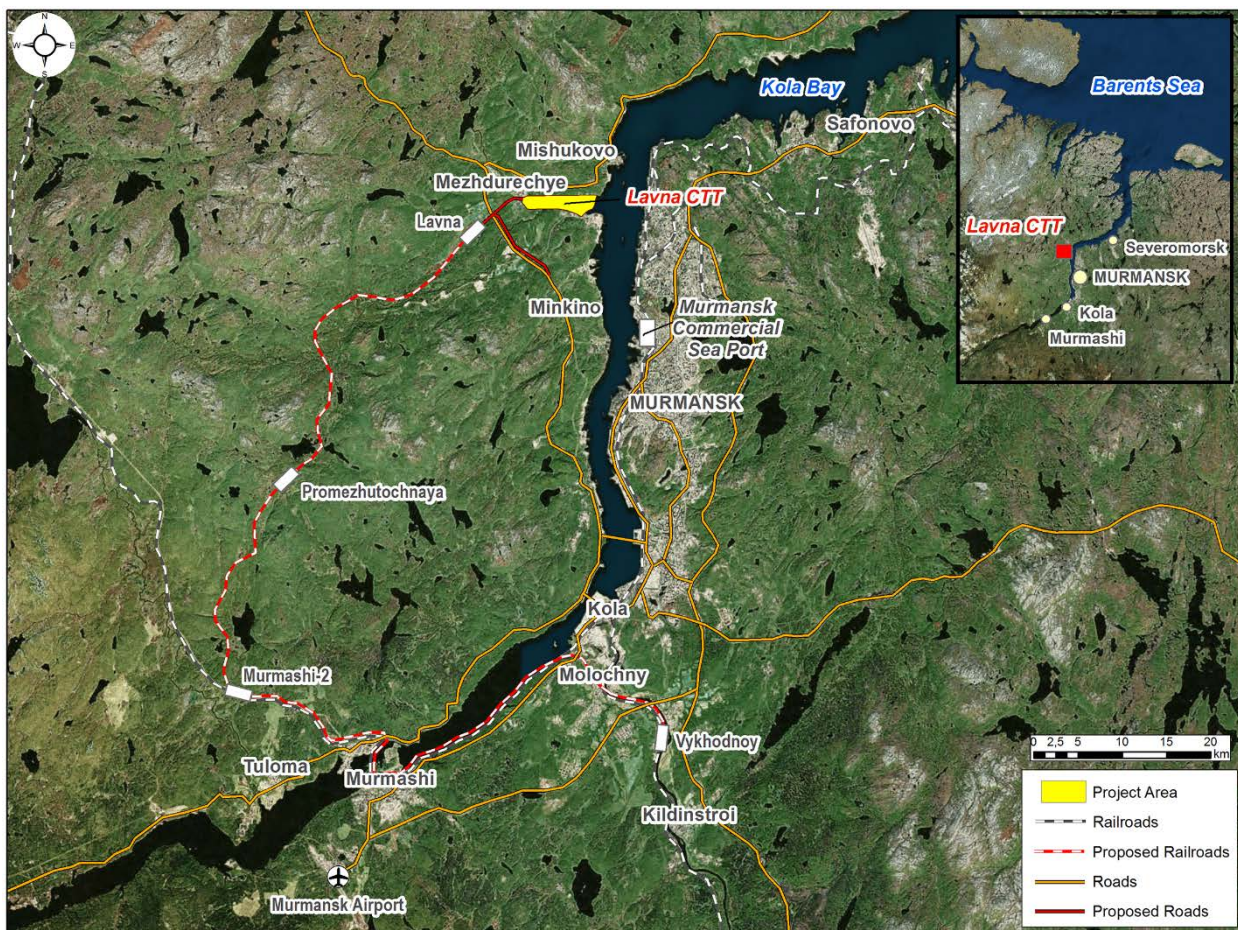 N
W E
S
Kola Bay
Safonovo
Mishukovo
Mezhdurechye
Lavna CTT
Lavna
Minkino
Murmansk
Commercial
Sea Port
MURMANSK
Promezhutochnaya
Kola
Molochny
Murmashi-2
Vykhodnoy
Tuloma
Murmashi
Kildinstroi
Murmansk Airport
Barents Sea
Lavna CTT
Severomorsk
MURMANSK
Kola
Murmashi
0 2,5 5 10 15 20
km
Project Area
Railroads
Proposed Railroads
Roads
Proposed Roads